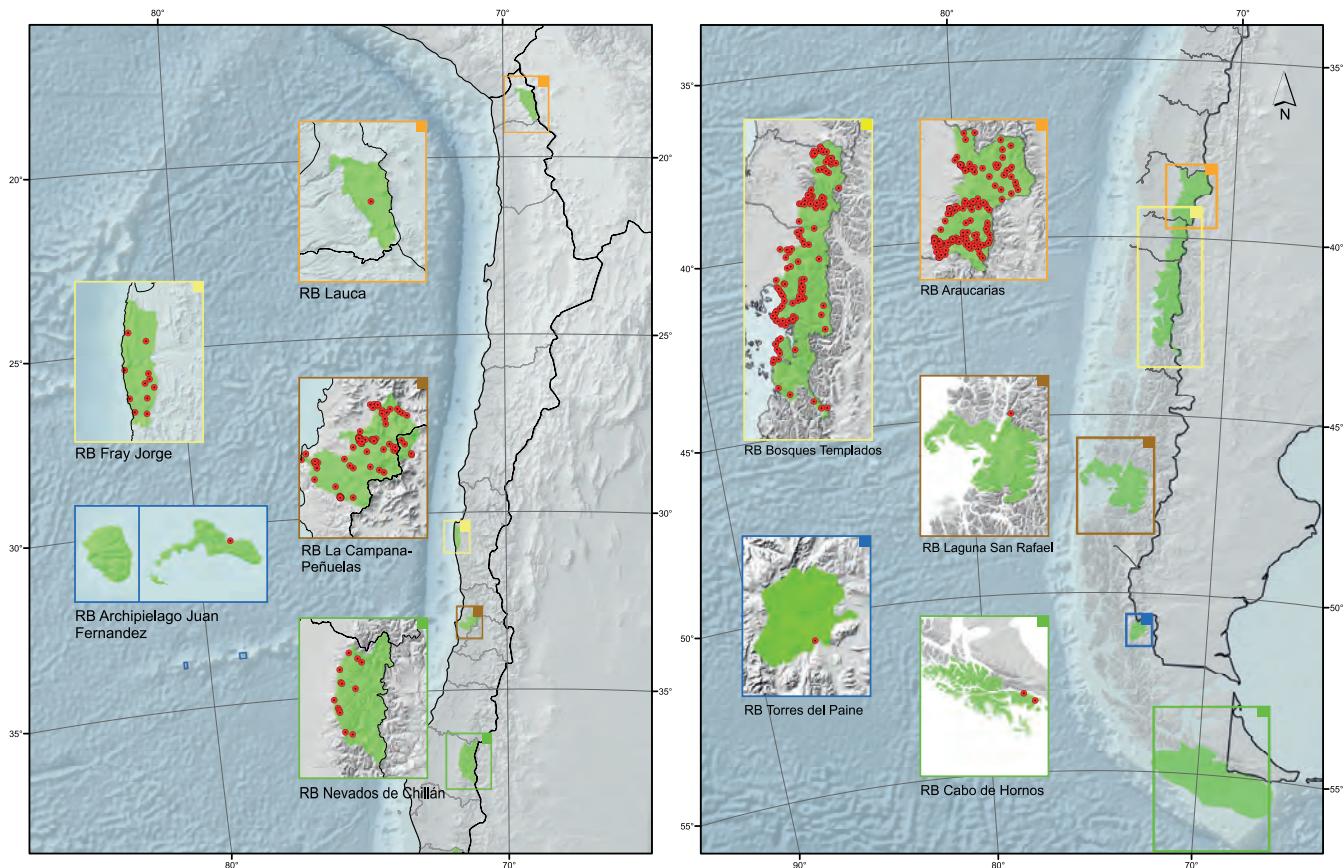 80°
70°
20°
20°
25°
25°
30°
30°
35°
35°
80°
70°
RB Lauca
RB Fray Jorge
RB La Campana-
Peñuelas
RB Archipielago Juan
Fernandez
RB Nevados de Chillán
80°
70°
35°
35°
N
40°
40°
45°
45°
50°
50°
55°
55°
90°
80°
70°
RB Bosques Templados
RB Araucarias
RB Laguna San Rafael
RB Torres del Paine
RB Cabo de Hornos